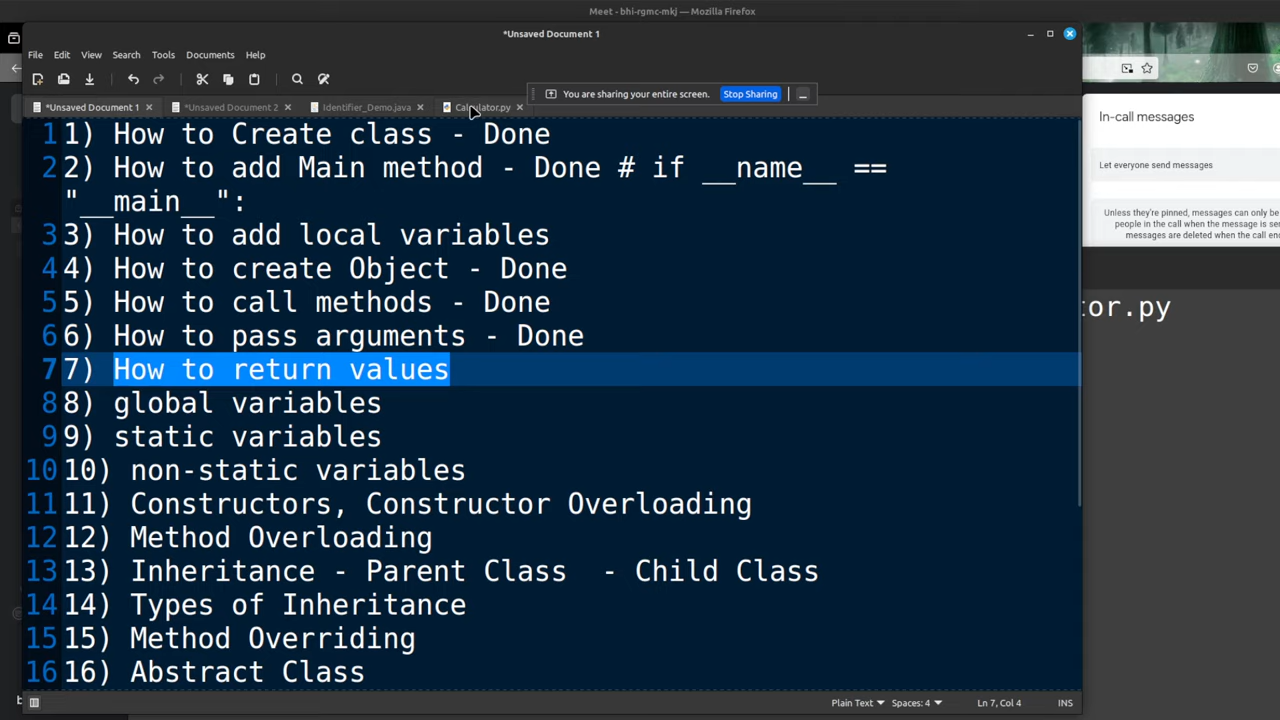 Meet - bhi-rgmc-mkj — Mozilla Firefox
*Unsaved Document 1
File Edit View Search Tools Documents Help
You are sharing your entire screen. Stop Sharing
*Unsaved Document 1 *Unsaved Document 2 Identifier_Demo.java Calculator.py
1 1) How to Create class - Done
2 2) How to add Main method - Done # if __name__ ==
"__main__":
3 3) How to add local variables
4 4) How to create Object - Done
5 5) How to call methods - Done
6 6) How to pass arguments - Done
7 7) How to return values
8 8) global variables
9 9) static variables
10 10) non-static variables
11 11) Constructors, Constructor Overloading
12 12) Method Overloading
13 13) Inheritance - Parent Class  - Child Class
14 14) Types of Inheritance
15 15) Method Overriding
16 16) Abstract Class
Plain Text Spaces: 4 Ln 7, Col 4 INS
In-call messages
Let everyone send messages
Unless they're pinned, messages can only be
people in the call when the message is se
messages are deleted when the call en
tor.py